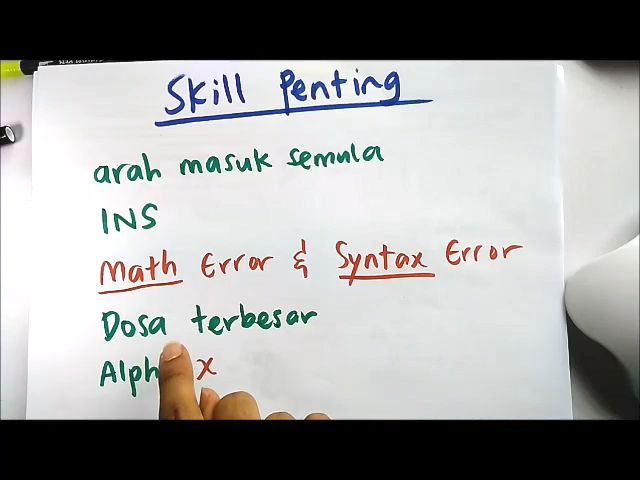 Skill Penting
arah masuk semula
INS
Math Error & Syntax Error
Dosa terbesar
Alph x